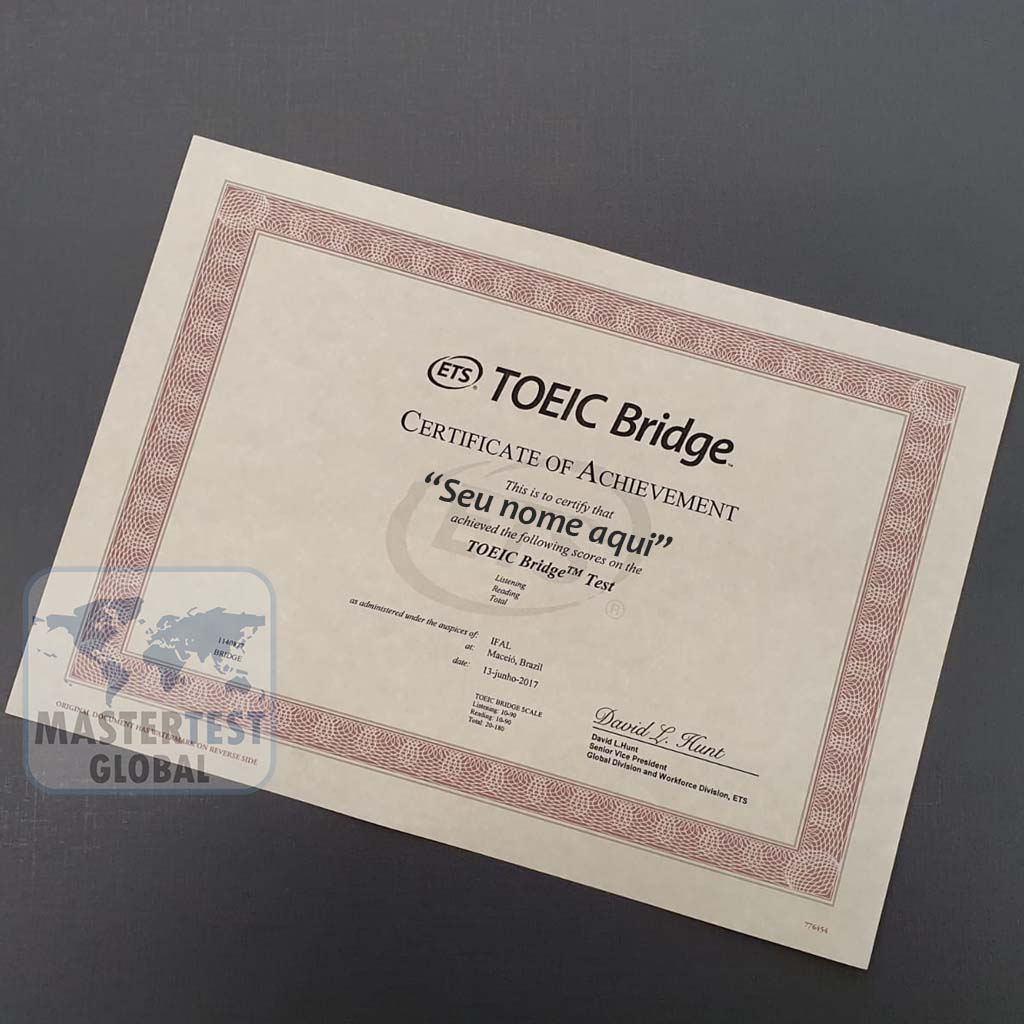 ETS® TOEIC Bridge™
CERTIFICATE OF ACHIEVEMENT
This is to certify that
“Seu nome aqui”
achieved the following scores on the
TOEIC Bridge™ Test
Listening
Reading
Total
ETS ®
as administered under the auspices of: IFAL
at: Maceió, Brazil
date: 13-junho-2017
BRIDGE
TOEIC BRIDGE SCALE
Listening: 10-90
Reading: 10-90
Total: 20-180
David L. Hunt
David L.Hunt
Senior Vice President
Global Division and Workforce Division, ETS
ORIGINAL DOCUMENT HAS WATERMARK ON REVERSE SIDE
776454
MASTERTEST
GLOBAL